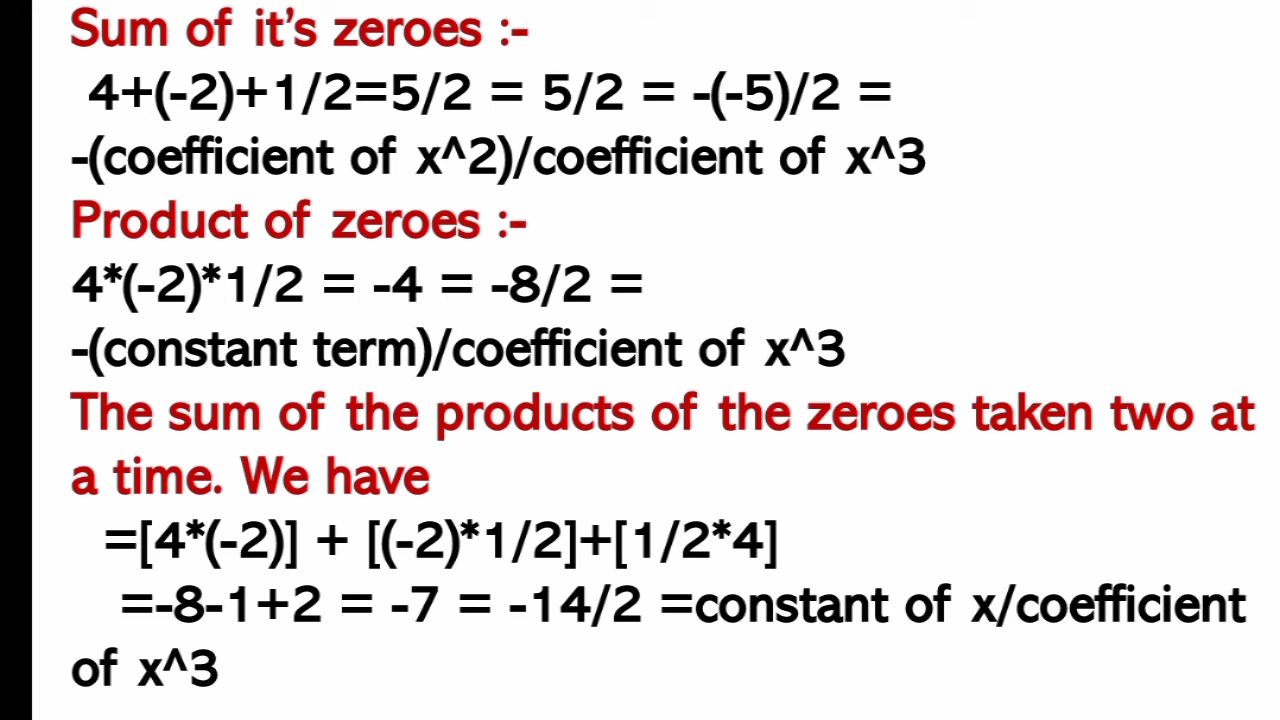 Sum of it’s zeroes :-
4+(-2)+1/2=5/2 = 5/2 = -(-5)/2 =
-(coefficient of x^2)/coefficient of x^3
Product of zeroes :-
4*(-2)*1/2 = -4 = -8/2 =
-(constant term)/coefficient of x^3
The sum of the products of the zeroes taken two at
a time. We have
=[4*(-2)] + [(-2)*1/2]+[1/2*4]
=-8-1+2 = -7 = -14/2 =constant of x/coefficient
of x^3